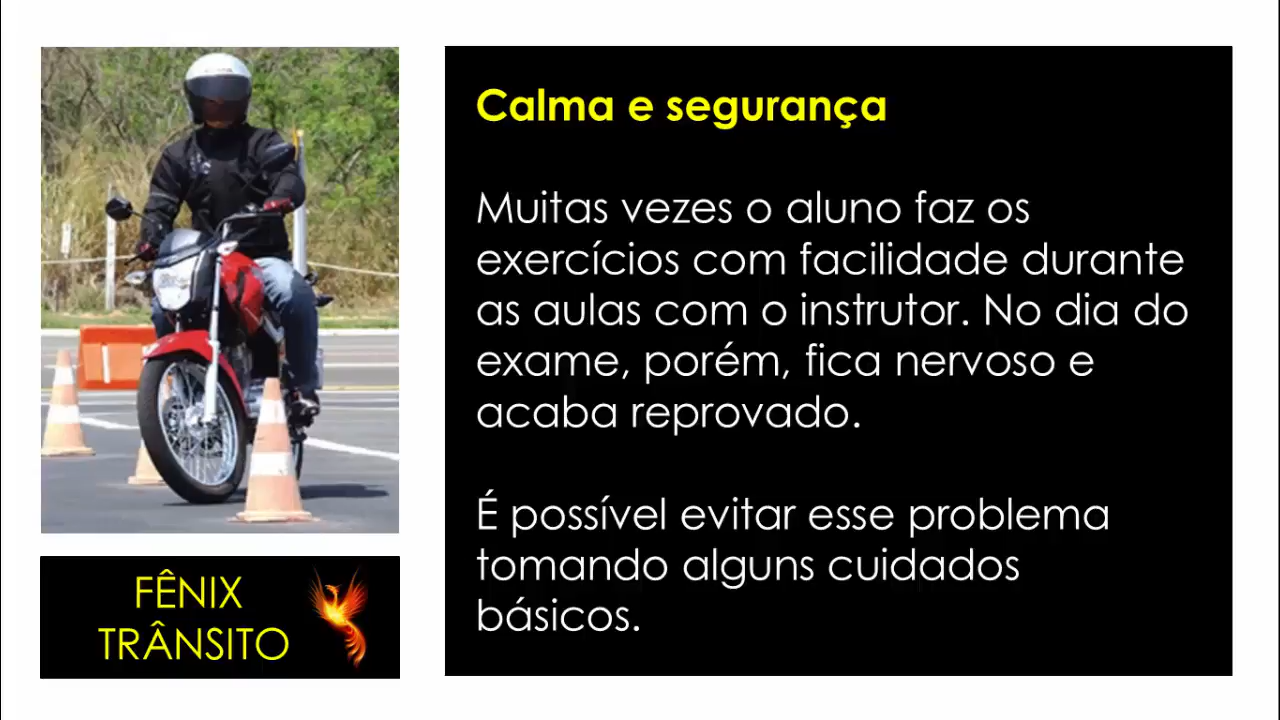 Calma e segurança
Muitas vezes o aluno faz os
exercícios com facilidade durante
as aulas com o instrutor. No dia do
exame, porém, fica nervoso e
acaba reprovado.
É possível evitar esse problema
tomando alguns cuidados
básicos.
FÊNIX
TRÂNSITO